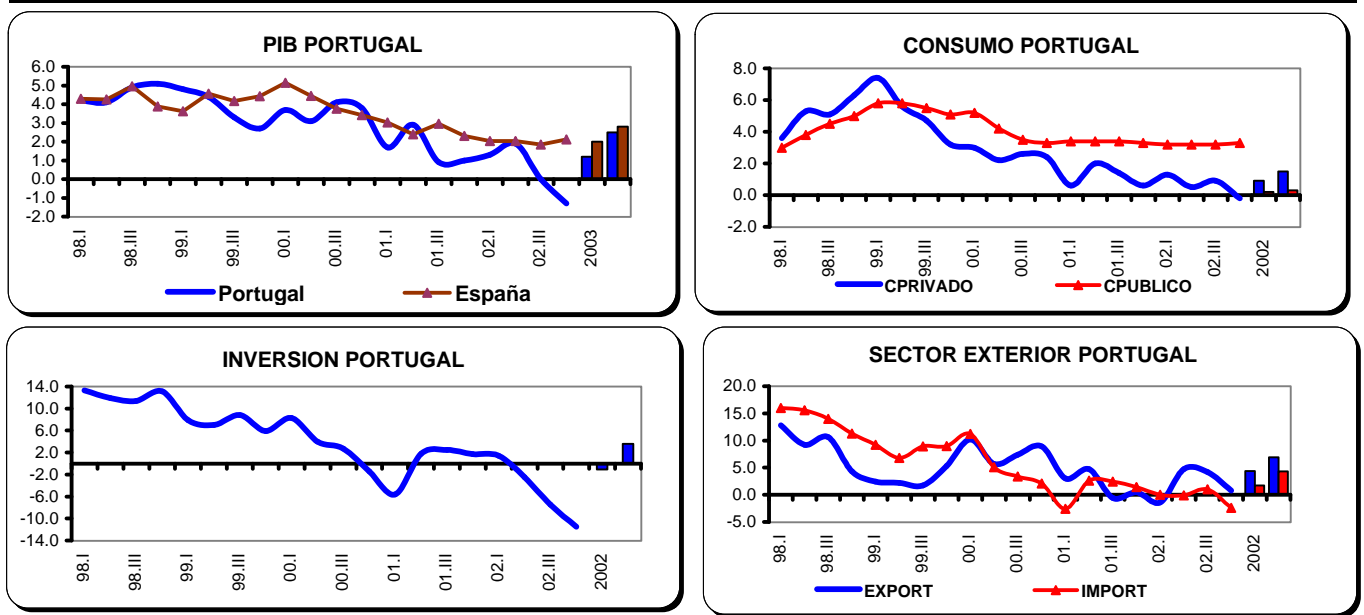 PIB PORTUGAL
6.0
5.0
4.0
3.0
2.0
1.0
0.0
-1.0
-2.0
98.I
98.III
99.I
99.III
00.I
00.III
01.I
01.III
02.I
02.III
2003
Portugal España
CONSUMO PORTUGAL
8.0
6.0
4.0
2.0
0.0
-2.0
98.I
98.III
99.I
99.III
00.I
00.III
01.I
01.III
02.I
02.III
2002
CPRIVADO CPUBLICO
INVERSION PORTUGAL
14.0
10.0
6.0
2.0
-2.0
-6.0
-10.0
-14.0
98.I
98.III
99.I
99.III
00.I
00.III
01.I
01.III
02.I
02.III
2002
SECTOR EXTERIOR PORTUGAL
20.0
15.0
10.0
5.0
0.0
-5.0
98.I
98.III
99.I
99.III
00.I
00.III
01.I
01.III
02.I
02.III
2002
EXPORT IMPORT